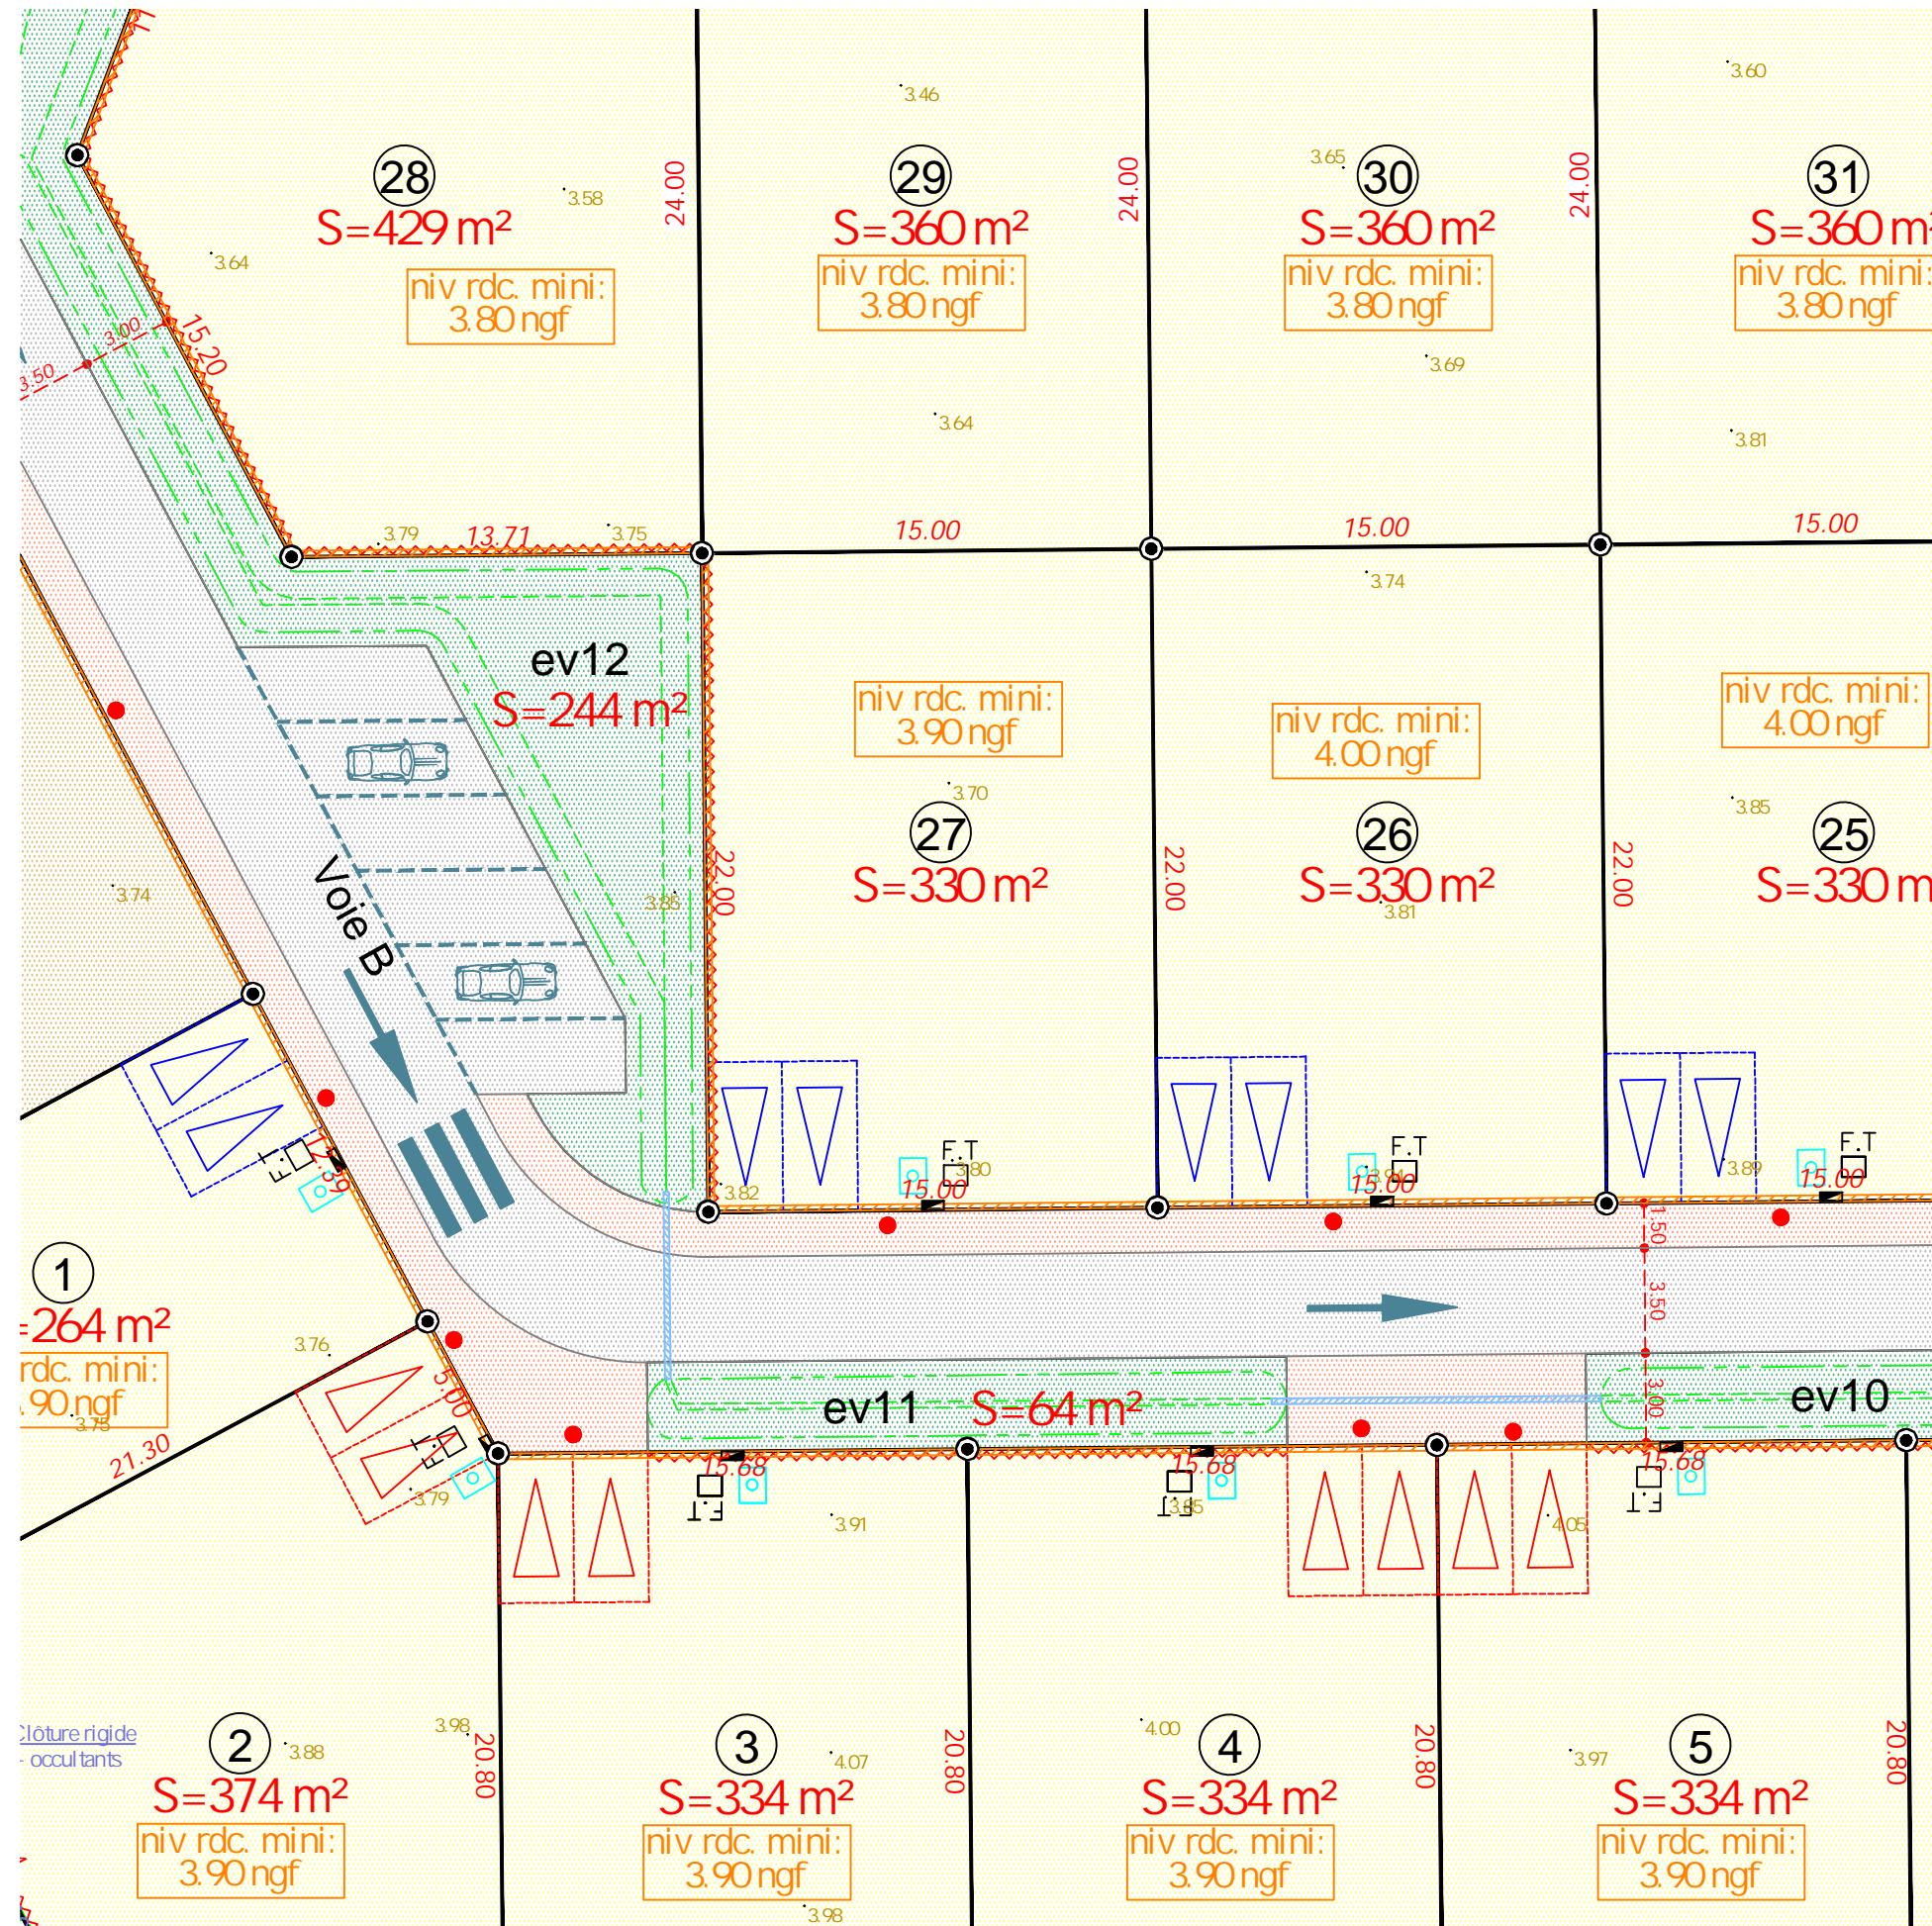 3.46
3.60
28
S=429 m²
niv rdc. mini:
3.80 ngf
3.58
3.64
24.00
29
S=360 m²
niv rdc. mini:
3.80 ngf
3.64
24.00
3.65
30
S=360 m²
niv rdc. mini:
3.80 ngf
3.69
24.00
31
S=360 m²
niv rdc. mini:
3.80 ngf
3.81
3.00
3.50
15.20
3.79
13.71
3.75
15.00
15.00
15.00
3.74
ev12
S=244 m²
niv rdc. mini:
3.90 ngf
3.70
27
S=330 m²
niv rdc. mini:
4.00 ngf
26
S=330 m²
3.81
niv rdc. mini:
4.00 ngf
3.85
25
S=330 m
3.74
Voie B
3.85
22.00
22.00
22.00
F.T
3.80
15.00
3.82
F.T
3.84
15.00
F.T
3.89
15.00
F.T
12.39
1.50
3.50
3.00
1
=264 m²
rdc. mini:
.90 ngf
3.75
3.76
21.30
5.00
F.T
3.79
ev11
S=64 m²
ev10
15.68
F.T
15.68
F.T
3.85
15.68
F.T
3.91
4.05
Clôture rigide
- occultants
2
S=374 m²
niv rdc. mini:
3.90 ngf
3.88
3.98
20.80
3
S=334 m²
niv rdc. mini:
3.90 ngf
4.07
3.98
20.80
4.00
4
S=334 m²
niv rdc. mini:
3.90 ngf
20.80
3.97
5
S=334 m²
niv rdc. mini:
3.90 ngf
20.80